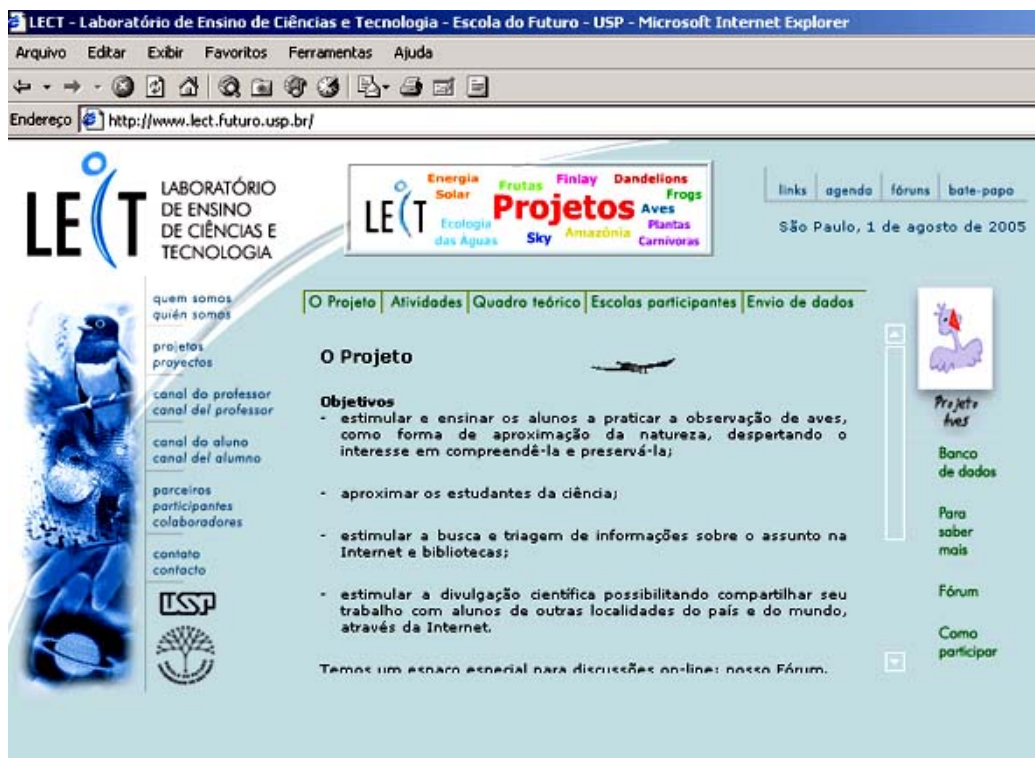 LECT - Laboratório de Ensino de Ciências e Tecnologia - Escola do Futuro - USP - Microsoft Internet Explorer
Arquivo Editar Exibir Favoritos Ferramentas Ajuda
Endereço http://www.lect.futuro.usp.br/
LECT
LABORATÓRIO
DE ENSINO
DE CIÊNCIAS E
TECNOLOGIA
LECT
Energia
Solar
Frutas
Finlay
Dandelions
Frogs
Projetos
Aves
Ecologia
das Águas
Sky
Amazônia
Plantas
Carnívoras
links agenda fóruns bate-papo
São Paulo, 1 de agosto de 2005
quem somos
quién somos
projetos
proyectos
canal do professor
canal del professor
canal do aluno
canal del alumno
parceiros
participantes
colaboradores
contato
contacto
USP
O Projeto Atividades Quadro teórico Escolas participantes Envio de dados
O Projeto
Objetivos
- estimular e ensinar os alunos a praticar a observação de aves,
como forma de aproximação da natureza, despertando o
interesse em compreendê-la e preservá-la;
- aproximar os estudantes da ciência;
- estimular a busca e triagem de informações sobre o assunto na
Internet e bibliotecas;
- estimular a divulgação científica possibilitando compartilhar seu
trabalho com alunos de outras localidades do país e do mundo,
através da Internet.
Temos um espaço especial para discussões on-line: nosso Fórum.
Projeto
Aves
Banco
de dados
Para
saber
mais
Fórum
Como
participar